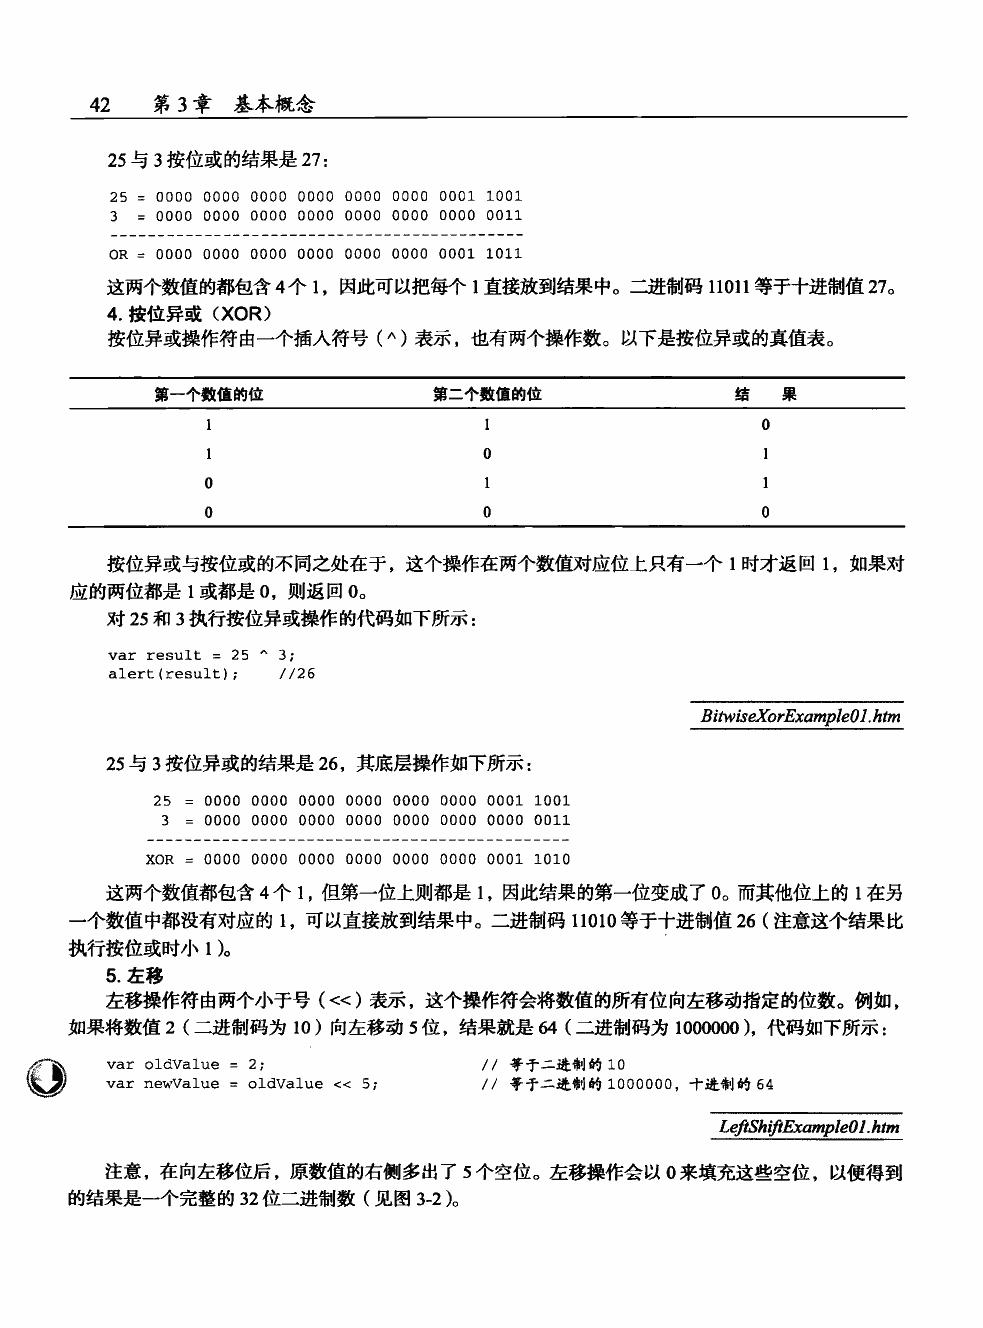 42 第 3 章 基本概念
25 与 3 按位或的结果是 27：
25 = 0000 0000 0000 0000 0000 0000 0001 1001
3 = 0000 0000 0000 0000 0000 0000 0000 0011
---------------------------------------------
OR = 0000 0000 0000 0000 0000 0000 0001 1011
这两个数值的都包含 4 个 1，因此可以把每个 1 直接放到结果中。二进制码 11011 等于十进制值 27。
4. 按位异或（XOR）
按位异或操作符由一个插入符号（^）表示，也有两个操作数。以下是按位异或的真值表。
第一个数值的位 第二个数值的位 结 果
1 1 0
1 0 1
0 1 1
0 0 0
按位异或与按位或的不同之处在于，这个操作在两个数值对应位上只有一个 1 时才返回 1，如果对
应的两位都是 1 或都是 0，则返回 0。
对 25 和 3 执行按位异或操作的代码如下所示：
var result = 25 ^ 3;
alert(result); //26
BitwiseXorExample01.htm
25 与 3 按位异或的结果是 26，其底层操作如下所示：
25 = 0000 0000 0000 0000 0000 0000 0001 1001
3 = 0000 0000 0000 0000 0000 0000 0000 0011
---------------------------------------------
XOR = 0000 0000 0000 0000 0000 0000 0001 1010
这两个数值都包含 4 个 1，但第一位上则都是 1，因此结果的第一位变成了 0。而其他位上的 1 在另
一个数值中都没有对应的 1，可以直接放到结果中。二进制码 11010 等于十进制值 26（注意这个结果比
执行按位或时小 1）。
5. 左移
左移操作符由两个小于号（<<）表示，这个操作符会将数值的所有位向左移动指定的位数。例如，
如果将数值 2（二进制码为 10）向左移动 5 位，结果就是 64（二进制码为 1000000），代码如下所示：
var oldValue = 2; // 等于二进制的 10
var newValue = oldValue << 5; // 等于二进制的 1000000，十进制的 64
LeftShiftExample01.htm
注意，在向左移位后，原数值的右侧多出了 5 个空位。左移操作会以 0 来填充这些空位，以便得到
的结果是一个完整的 32 位二进制数（见图 3-2）。